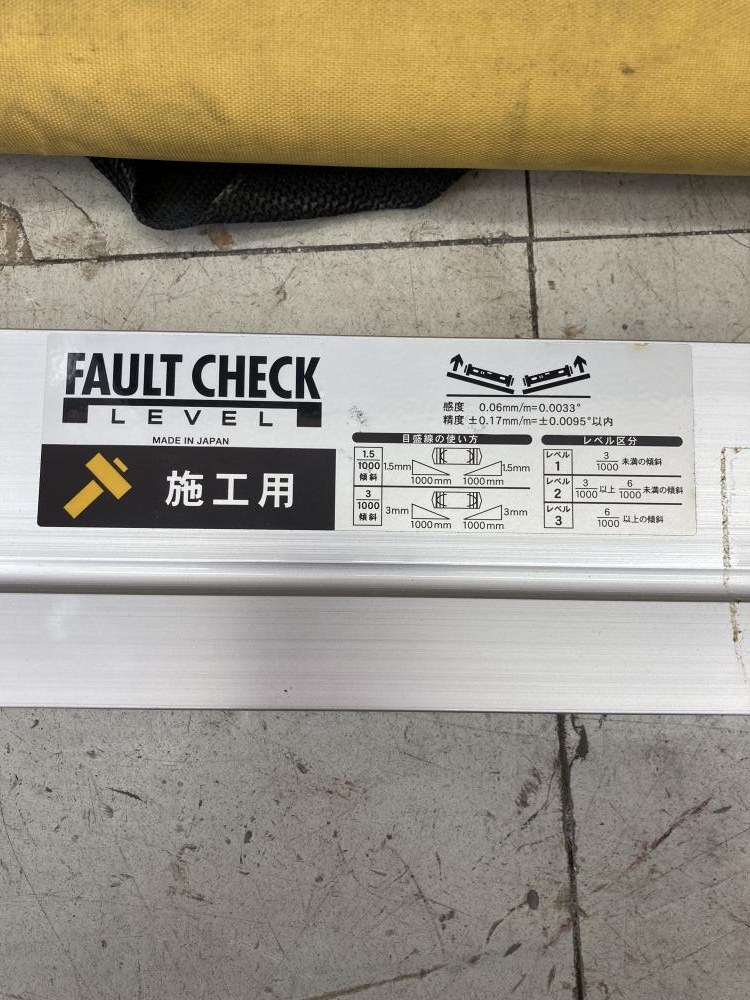 FAULT CHECK
LEVEL
MADE IN JAPAN
施工用
感度 0.06mm/m=0.0033°
精度 ±0.17mm/m=±0.0095°以内
目盛線の使い方
1.5
1000
傾斜
1.5mm
1000mm
1000mm
1.5mm
3
1000
傾斜
3mm
1000mm
1000mm
3mm
レベル区分
レベル
1
3/1000 未満の傾斜
レベル
2
3/1000 以上 6/1000 未満の傾斜
レベル
3
6/1000 以上の傾斜